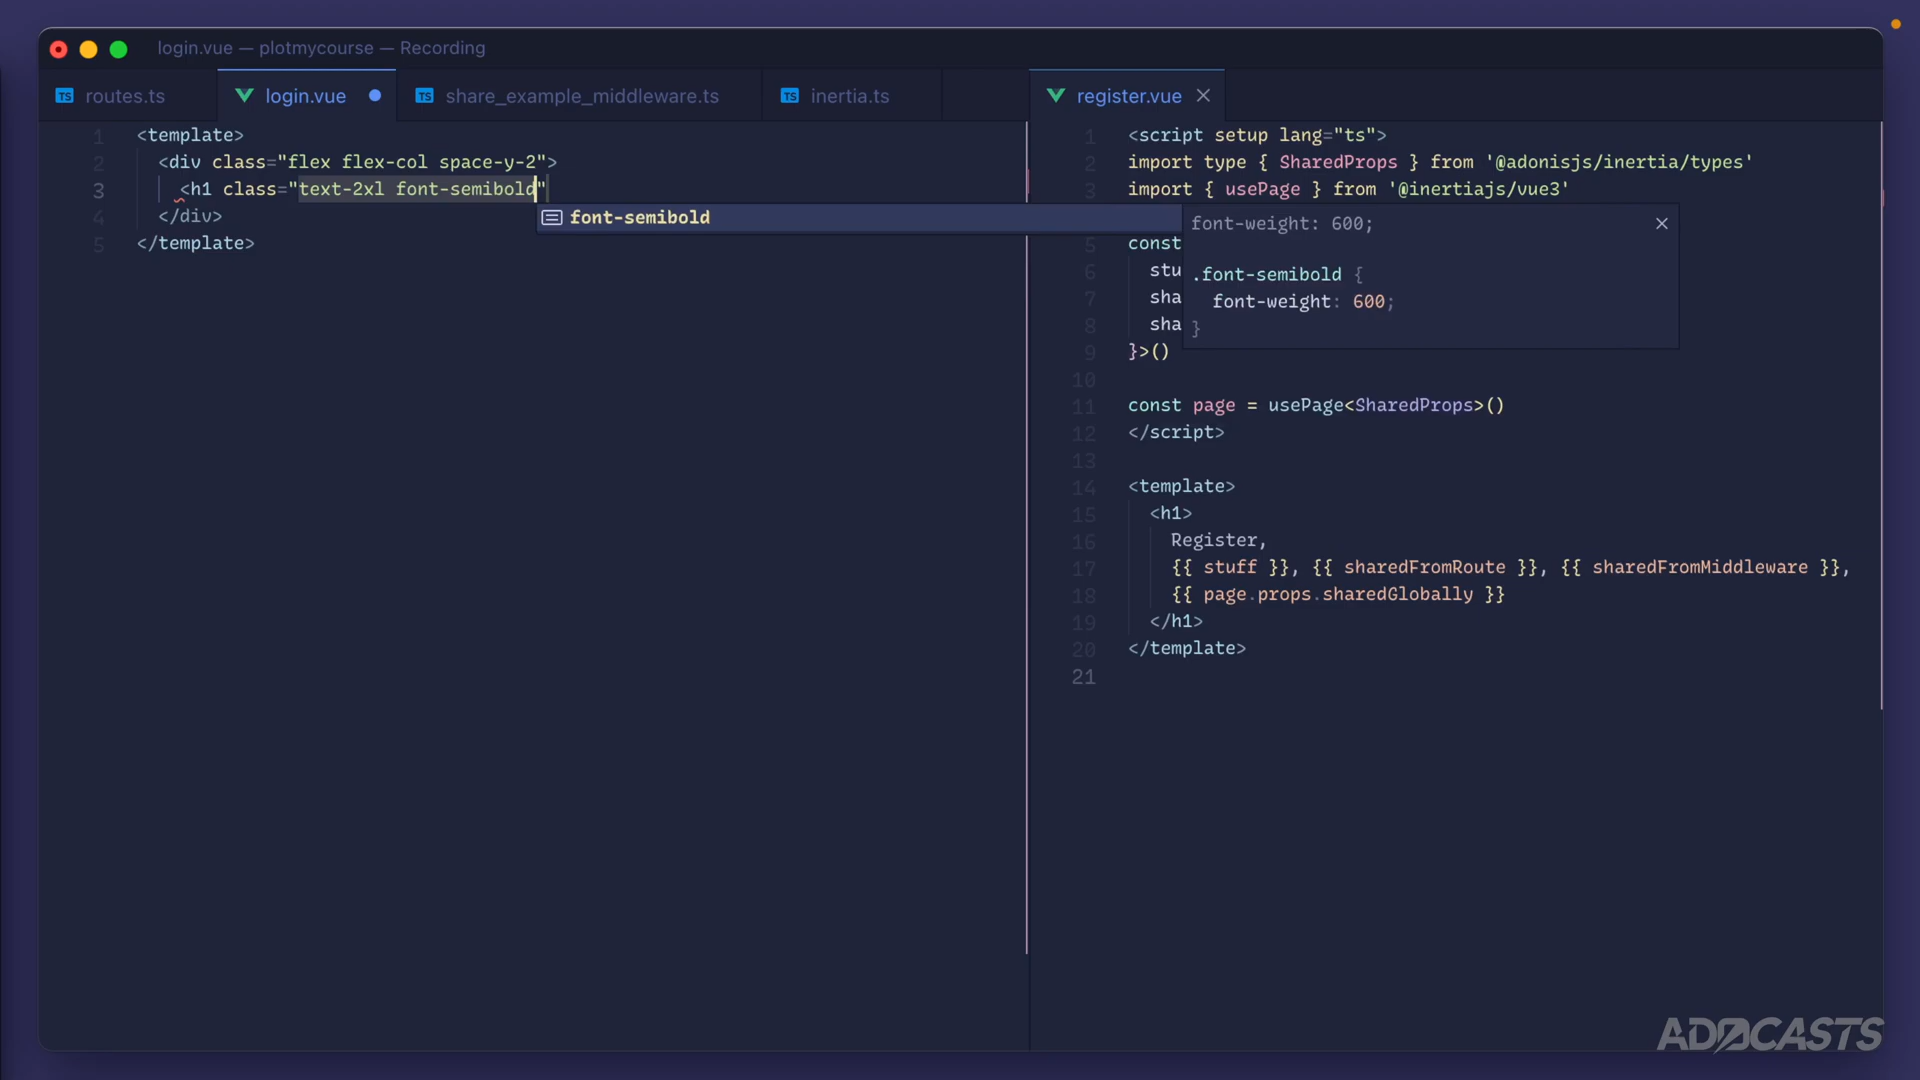 login.vue — plotmycourse — Recording
TS routes.ts
login.vue
TS share_example_middleware.ts
TS inertia.ts
register.vue
1 <template>
2 <div class="flex flex-col space-y-2">
3 <h1 class="text-2xl font-semibold"
4 </div>
5 </template>
font-semibold
font-weight: 600;
.font-semibold {
font-weight: 600;
}
1 <script setup lang="ts">
2 import type { SharedProps } from '@adonisjs/inertia/types'
3 import { usePage } from '@inertiajs/vue3'
5 const
6 stu
7 sha
8 sha
9 }>()
10
11 const page = usePage<SharedProps>()
12 </script>
13
14 <template>
15 <h1>
16 Register,
17 {{ stuff }}, {{ sharedFromRoute }}, {{ sharedFromMiddleware }},
18 {{ page.props.sharedGlobally }}
19 </h1>
20 </template>
21
ADOCASTS